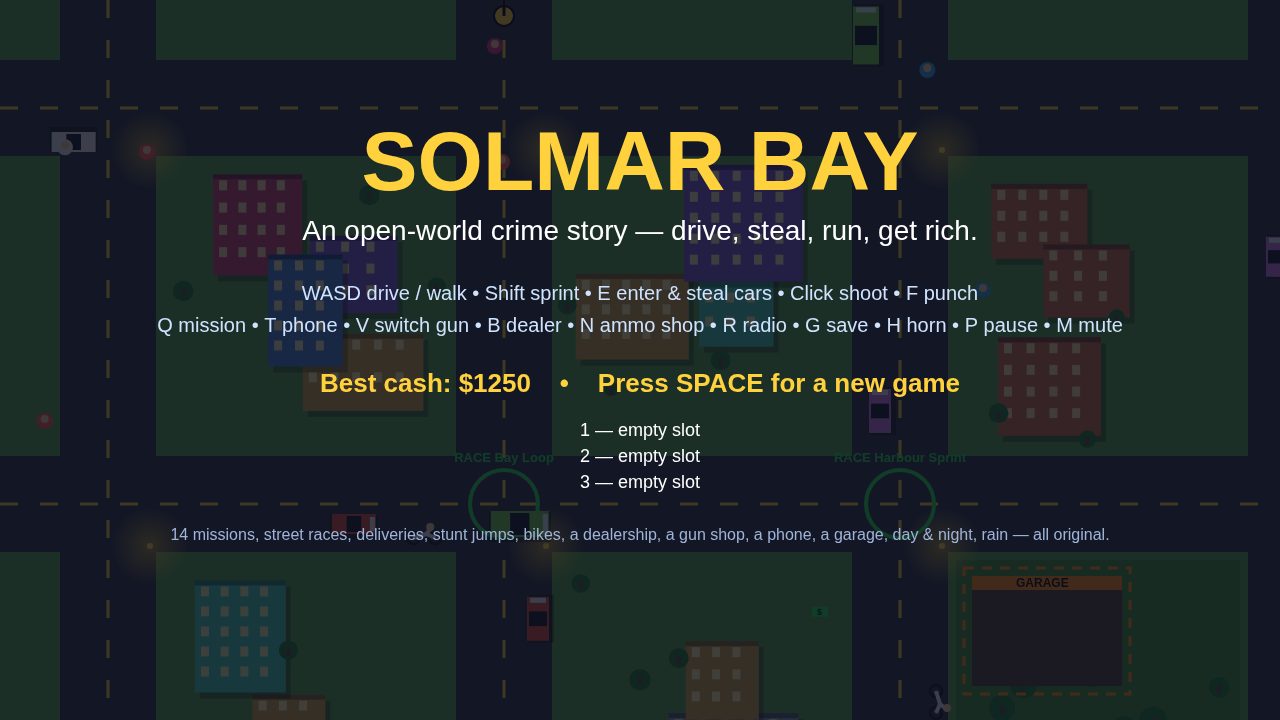 SOLMAR BAY
An open-world crime story — drive, steal, run, get rich.
WASD drive / walk • Shift sprint • E enter & steal cars • Click shoot • F punch
Q mission • T phone • V switch gun • B dealer • N ammo shop • R radio • G save • H horn • P pause • M mute
Best cash: $1250 • Press SPACE for a new game
1 — empty slot
2 — empty slot
3 — empty slot
RACE Bay Loop
RACE Harbour Sprint
14 missions, street races, deliveries, stunt jumps, bikes, a dealership, a gun shop, a phone, a garage, day & night, rain — all original.
GARAGE
$